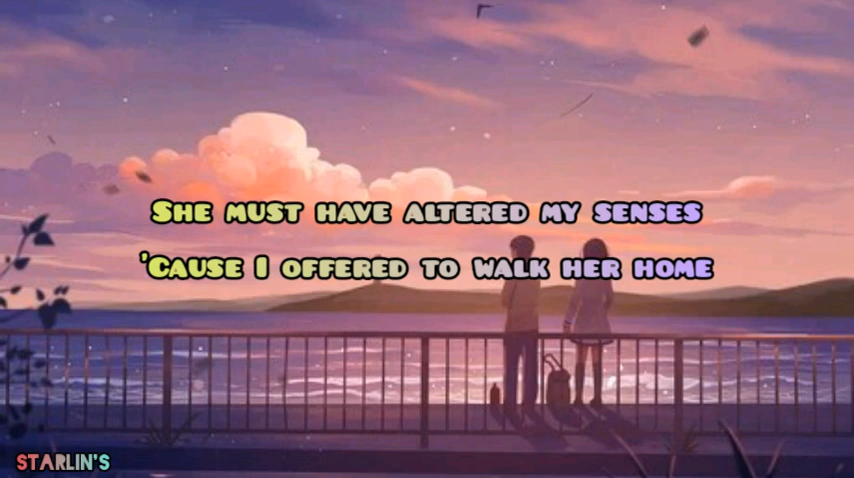 She must have altered my senses
'Cause I offered to walk her home
STARLIN'S